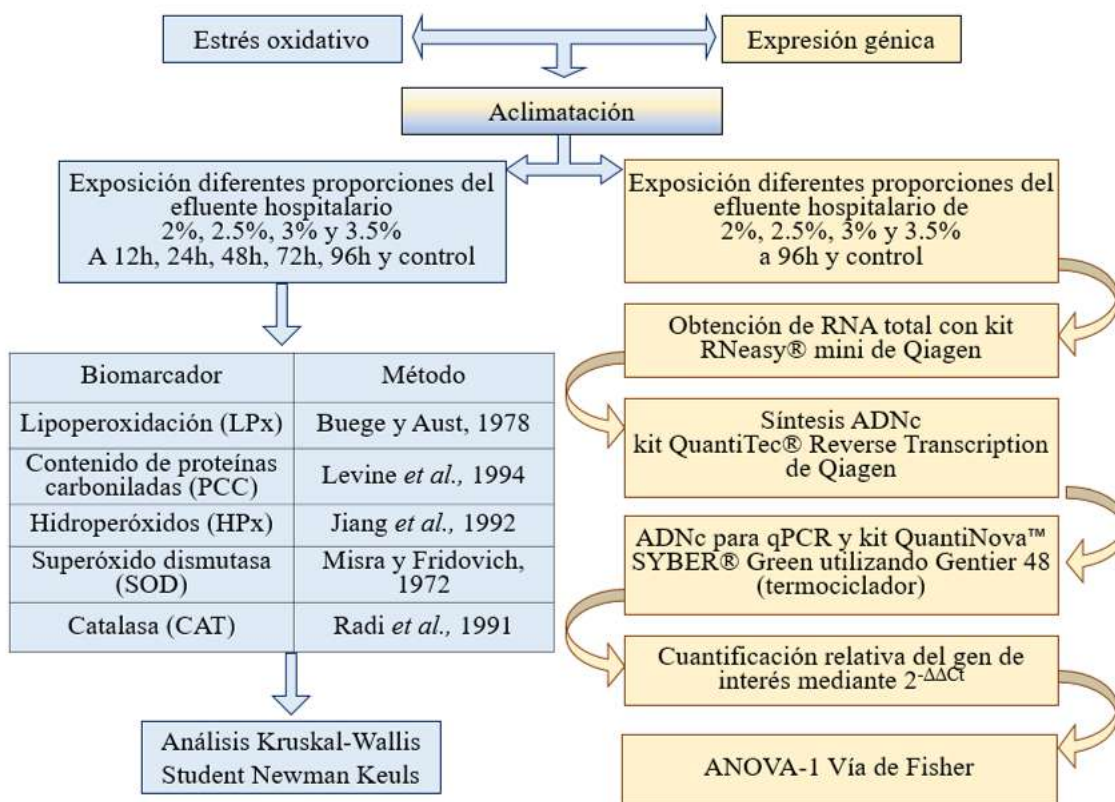 Estrés oxidativo
Expresión génica
Aclimatación
Exposición diferentes proporciones del
efluente hospitalario
2%, 2.5%, 3% y 3.5%
A 12h, 24h, 48h, 72h, 96h y control
Exposición diferentes proporciones del
efluente hospitalario de
2%, 2.5%, 3% y 3.5%
a 96h y control
Biomarcador
Método
Lipoperoxidación (LPx)
Buege y Aust, 1978
Contenido de proteínas
carboniladas (PCC)
Levine et al., 1994
Hidroperóxidos (HPx)
Jiang et al., 1992
Superóxido dismutasa
(SOD)
Misra y Fridovich,
1972
Catalasa (CAT)
Radi et al., 1991
Análisis Kruskal-Wallis
Student Newman Keuls
Obtención de RNA total con kit
RNeasy® mini de Qiagen
Síntesis ADNc
kit QuantiTec® Reverse Transcription
de Qiagen
ADNc para qPCR y kit QuantiNova™
SYBER® Green utilizando Gentier 48
(termociclador)
Cuantificación relativa del gen de
interés mediante 2-ΔΔCt
ANOVA-1 Vía de Fisher